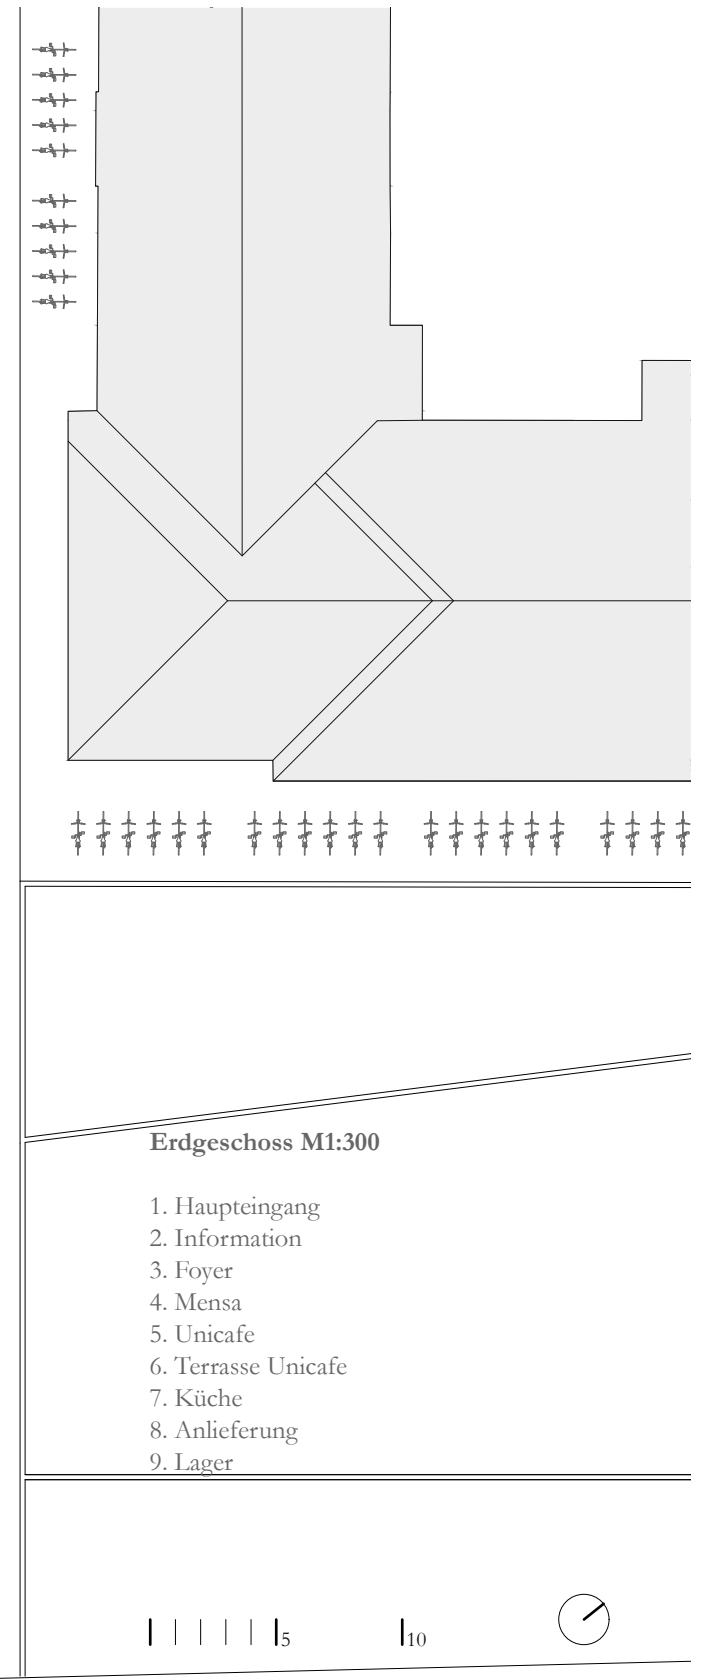 Erdgeschoss M1:300
1. Haupteingang
2. Information
3. Foyer
4. Mensa
5. Unicafe
6. Terrasse Unicafe
7. Küche
8. Anlieferung
9. Lager
5 10